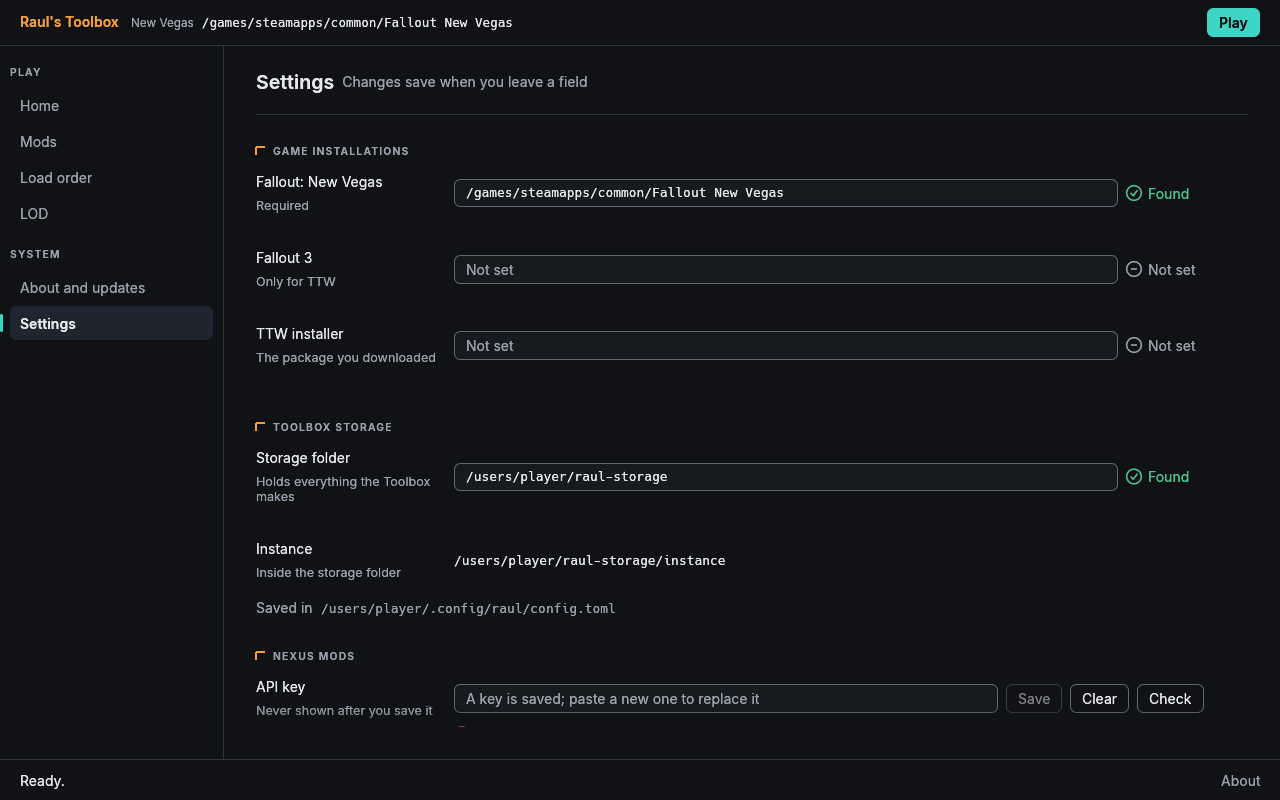 Raul's Toolbox New Vegas /games/steamapps/common/Fallout New Vegas Play
PLAY
Home
Mods
Load order
LOD
SYSTEM
About and updates
Settings
Settings Changes save when you leave a field
GAME INSTALLATIONS
Fallout: New Vegas
Required
/games/steamapps/common/Fallout New Vegas Found
Fallout 3
Only for TTW
Not set Not set
TTW installer
The package you downloaded
Not set Not set
TOOLBOX STORAGE
Storage folder
Holds everything the Toolbox
makes
/users/player/raul-storage Found
Instance
Inside the storage folder
/users/player/raul-storage/instance
Saved in /users/player/.config/raul/config.toml
NEXUS MODS
API key
Never shown after you save it
A key is saved; paste a new one to replace it Save Clear Check
Ready. About